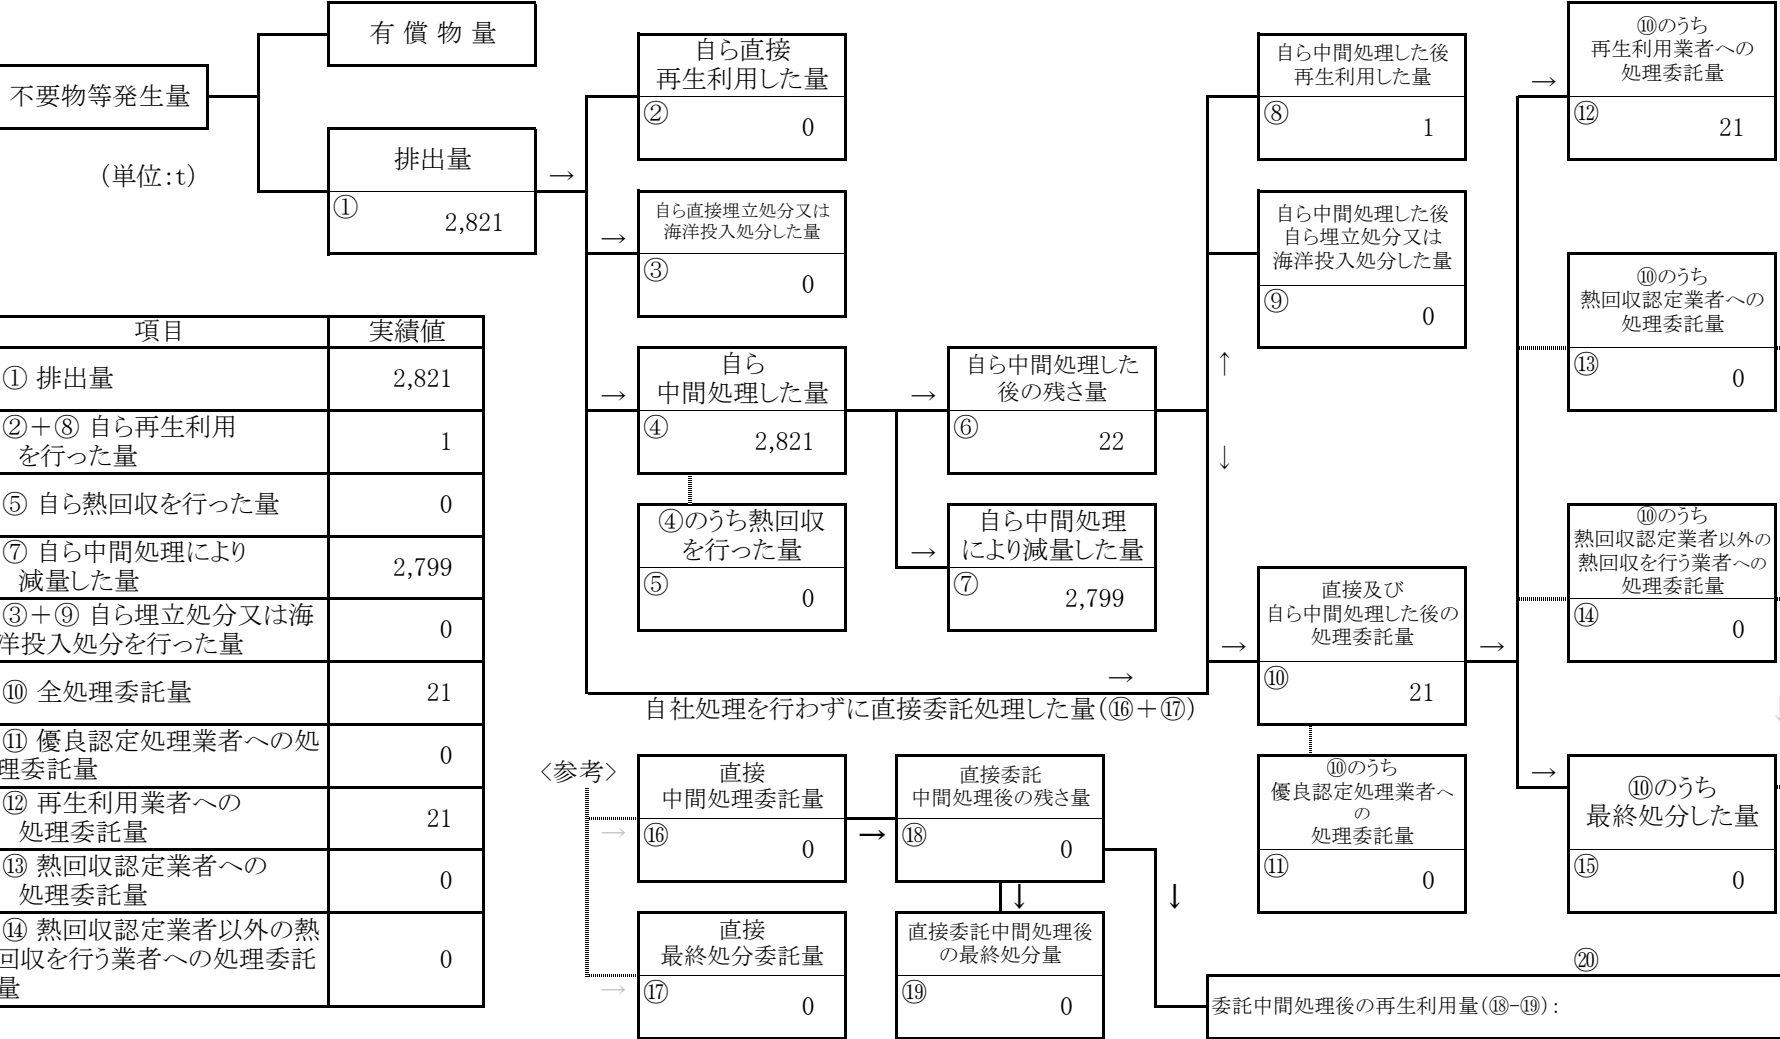 有 償 物 量
不要物等発生量
(単位:t)
排出量
①
2,821
→
自ら直接
再生利用した量
②
0
→
自ら直接埋立処分又は
海洋投入処分した量
③
0
→
自ら
中間処理した量
④
2,821
④のうち熱回収
を行った量
⑤
0
→
自ら中間処理した
後の残さ量
⑥
22
→
自ら中間処理
により減量した量
⑦
2,799
自ら中間処理した後
再生利用した量
⑧
1
自ら中間処理した後
自ら埋立処分又は
海洋投入処分した量
⑨
0
↑
↓
→
直接及び
自ら中間処理した後の
処理委託量
⑩
21
→
⑩のうち
優良認定処理業者へ
の
処理委託量
⑪
0
→
⑩のうち
再生利用業者への
処理委託量
⑫
21
⑩のうち
熱回収認定業者への
処理委託量
⑬
0
⑩のうち
熱回収認定業者以外の
熱回収を行う業者への
処理委託量
⑭
0
→
⑩のうち
最終処分した量
⑮
0
→
自社処理を行わずに直接委託処理した量(⑯+⑰)
〈参考〉
→
直接
中間処理委託量
⑯
0
→
直接委託
中間処理後の残さ量
⑱
0
↓
↓
→
直接
最終処分委託量
⑰
0
直接委託中間処理後
の最終処分量
⑲
0
⑳
委託中間処理後の再生利用量(⑱-⑲):
項目 実績値
① 排出量 2,821
②+⑧ 自ら再生利用
を行った量 1
⑤ 自ら熱回収を行った量 0
⑦ 自ら中間処理により
減量した量 2,799
③+⑨ 自ら埋立処分又は海
洋投入処分を行った量 0
⑩ 全処理委託量 21
⑪ 優良認定処理業者への処
理委託量 0
⑫ 再生利用業者への
処理委託量 21
⑬ 熱回収認定業者への
処理委託量 0
⑭ 熱回収認定業者以外の熱
回収を行う業者への処理委託
量 0